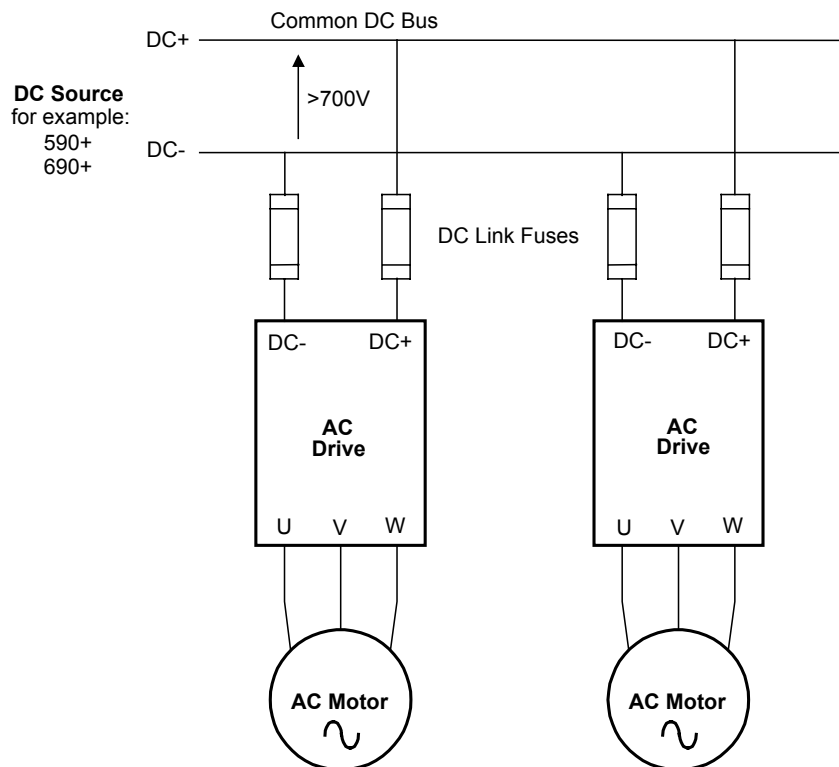 Common DC Bus
DC+
>700V
DC Source
for example:
590+
690+
DC-
DC Link Fuses
DC- DC+
AC
Drive
U V W
AC Motor
DC- DC+
AC
Drive
U V W
AC Motor